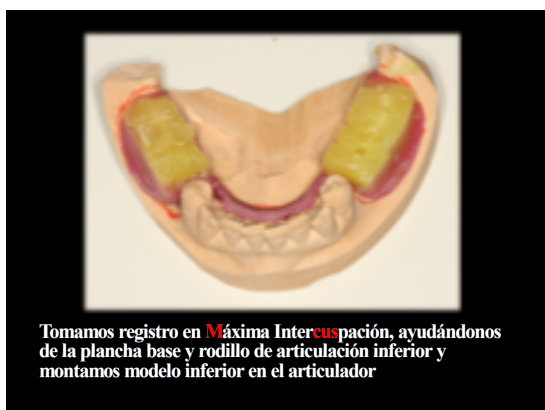 Tomamos registro en Máxima Intercuspación, ayudándonos
de la plancha base y rodillo de articulación inferior y
montamos modelo inferior en el articulador